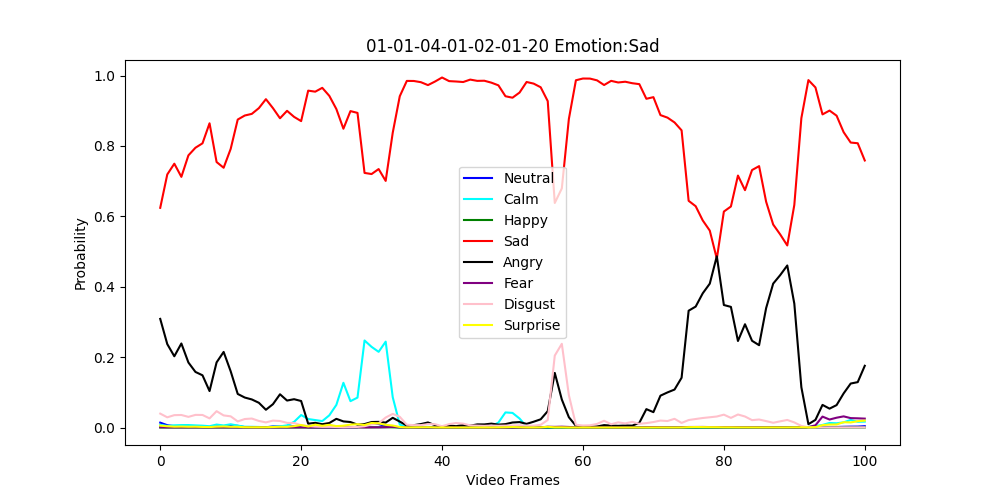 01-01-04-01-02-01-20 Emotion:Sad
Probability
1.0
0.8
0.6
0.4
0.2
0.0
Neutral
Calm
Happy
Sad
Angry
Fear
Disgust
Surprise
0 20 40 60 80 100
Video Frames